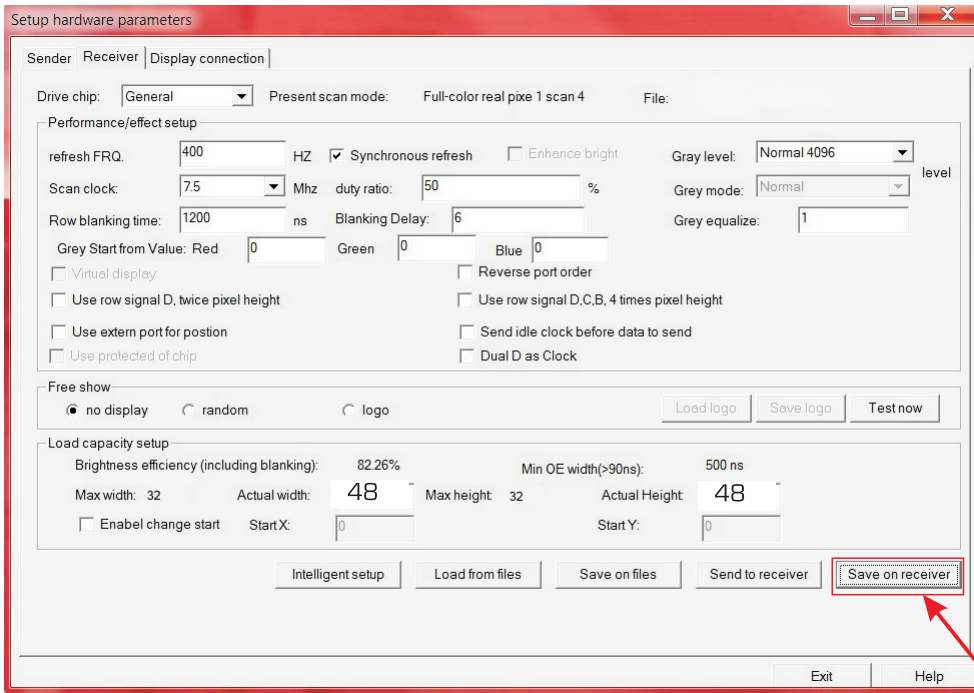 Setup hardware parameters
Sender Receiver Display connection
Drive chip: General Present scan mode: Full-color real pixe 1 scan 4 File:
Performance/effect setup
refresh FRQ. 400 HZ Synchronous refresh Enhance bright Gray level: Normal 4096 level
Scan clock: 7.5 Mhz duty ratio: 50 % Grey mode: Normal
Row blanking time: 1200 ns Blanking Delay: 6 Grey equalize: 1
Grey Start from Value: Red 0 Green 0 Blue 0
Virtual display Reverse port order
Use row signal D, twice pixel height Use row signal D,C,B, 4 times pixel height
Use extern port for postion Send idle clock before data to send
Use protected of chip Dual D as Clock
Free show
no display random logo Load logo Save logo Test now
Load capacity setup
Brightness efficiency (including blanking): 82.26% Min OE width(>90ns): 500 ns
Max width: 32 Actual width: 48 Max height: 32 Actual Height 48
Enabel change start Start X: 0 Start Y: 0
Intelligent setup Load from files Save on files Send to receiver Save on receiver
Exit Help